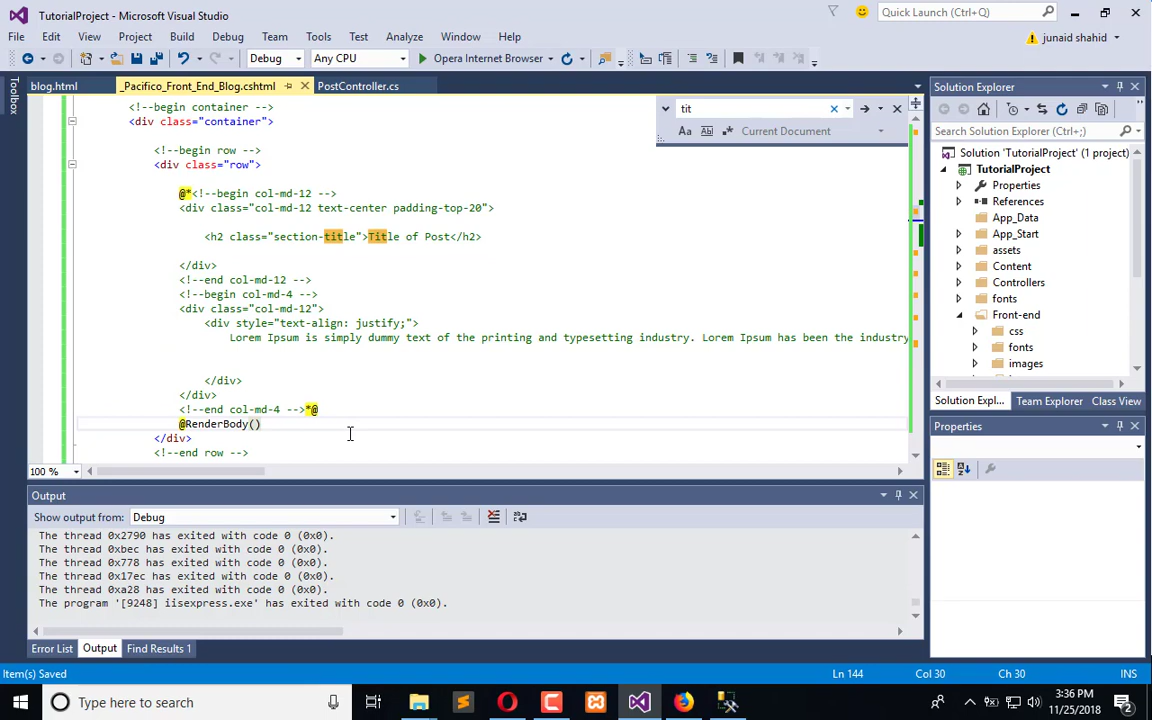 TutorialProject - Microsoft Visual Studio
Quick Launch (Ctrl+Q)
File Edit View Project Build Debug Team Tools Test Analyze Window Help
junaid shahid
Debug Any CPU Opera Internet Browser
Toolbox
blog.html _Pacifico_Front_End_Blog.cshtml PostController.cs
tit
Current Document
<!--begin container -->
<div class="container">
<!--begin row -->
<div class="row">
@*<!--begin col-md-12 -->
<div class="col-md-12 text-center padding-top-20">
<h2 class="section-title">Title of Post</h2>
</div>
<!--end col-md-12 -->
<!--begin col-md-4 -->
<div class="col-md-12">
<div style="text-align: justify;">
Lorem Ipsum is simply dummy text of the printing and typesetting industry. Lorem Ipsum has been the industry
</div>
</div>
<!--end col-md-4 -->*@
@RenderBody()
</div>
<!--end row -->
100 %
Solution Explorer
Search Solution Explorer (Ctrl+;)
Solution 'TutorialProject' (1 project)
TutorialProject
Properties
References
App_Data
App_Start
assets
Content
Controllers
fonts
Front-end
css
fonts
images
Solution Explo... Team Explorer Class View
Properties
Output
Show output from: Debug
The thread 0x2790 has exited with code 0 (0x0).
The thread 0xbec has exited with code 0 (0x0).
The thread 0x778 has exited with code 0 (0x0).
The thread 0x17ec has exited with code 0 (0x0).
The thread 0xa28 has exited with code 0 (0x0).
The program '[9248] iisexpress.exe' has exited with code 0 (0x0).
Error List Output Find Results 1
Item(s) Saved Ln 144 Col 30 Ch 30 INS
Type here to search
3:36 PM
11/25/2018
2